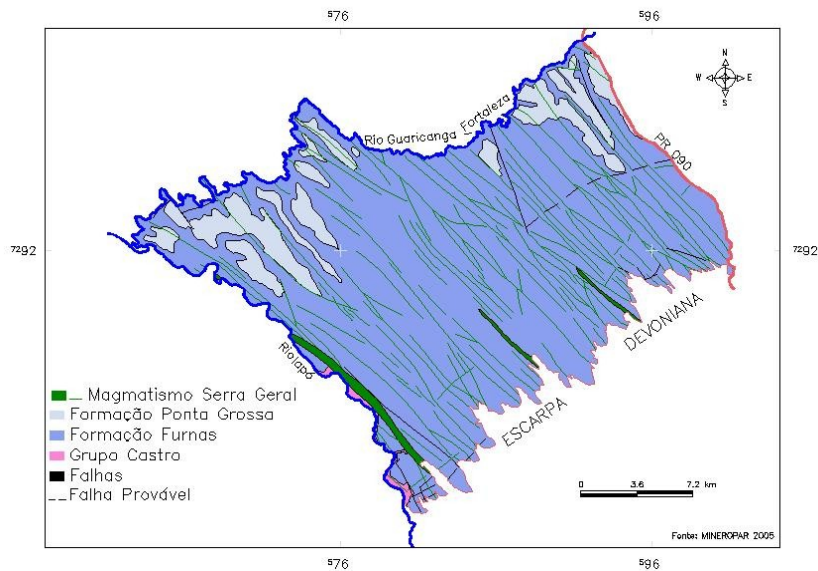 576
596
N
W E
S
Rio Guaricanga Fortaleza
PR 090
7292
7292
Rio Iapó
DEVONIANA
ESCARPA
Magmatismo Serra Geral
Formação Ponta Grossa
Formação Furnas
Grupo Castro
Falhas
Falha Provável
0 3.6 7.2 km
Fonte: MINEROPAR 2005
576
596